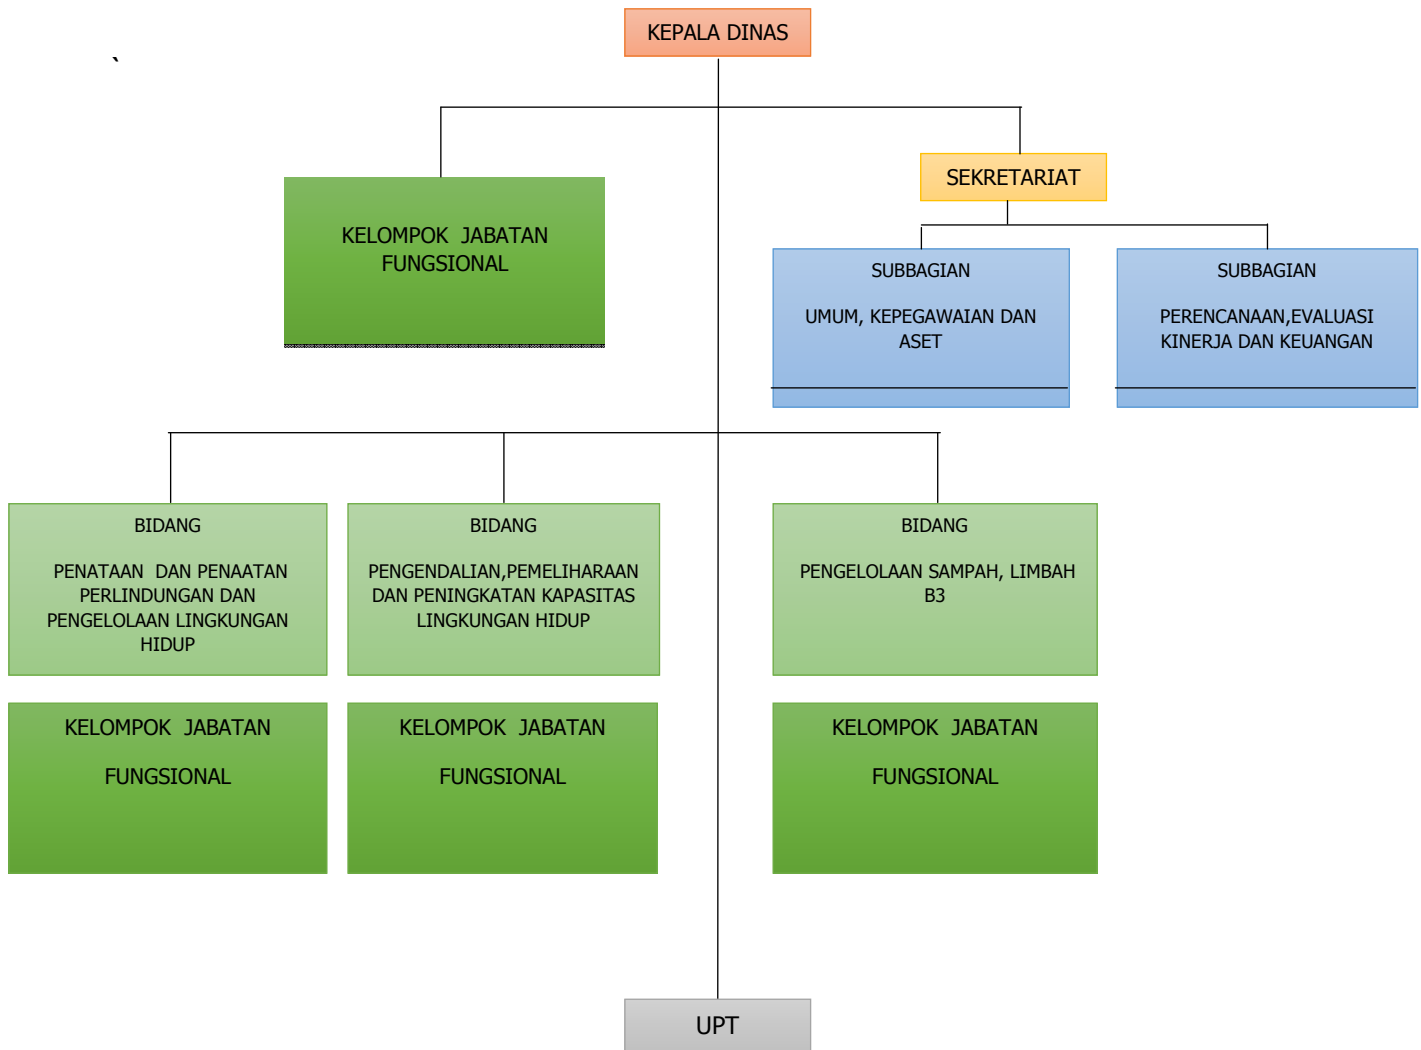 KEPALA DINAS
`
SEKRETARIAT
KELOMPOK JABATAN
FUNGSIONAL
SUBBAGIAN
UMUM, KEPEGAWAIAN DAN
ASET
SUBBAGIAN
PERENCANAAN,EVALUASI
KINERJA DAN KEUANGAN
BIDANG
PENATAAN DAN PENAATAN
PERLINDUNGAN DAN
PENGELOLAAN LINGKUNGAN
HIDUP
BIDANG
PENGENDALIAN,PEMELIHARAAN
DAN PENINGKATAN KAPASITAS
LINGKUNGAN HIDUP
BIDANG
PENGELOLAAN SAMPAH, LIMBAH
B3
KELOMPOK JABATAN
FUNGSIONAL
KELOMPOK JABATAN
FUNGSIONAL
KELOMPOK JABATAN
FUNGSIONAL
UPT